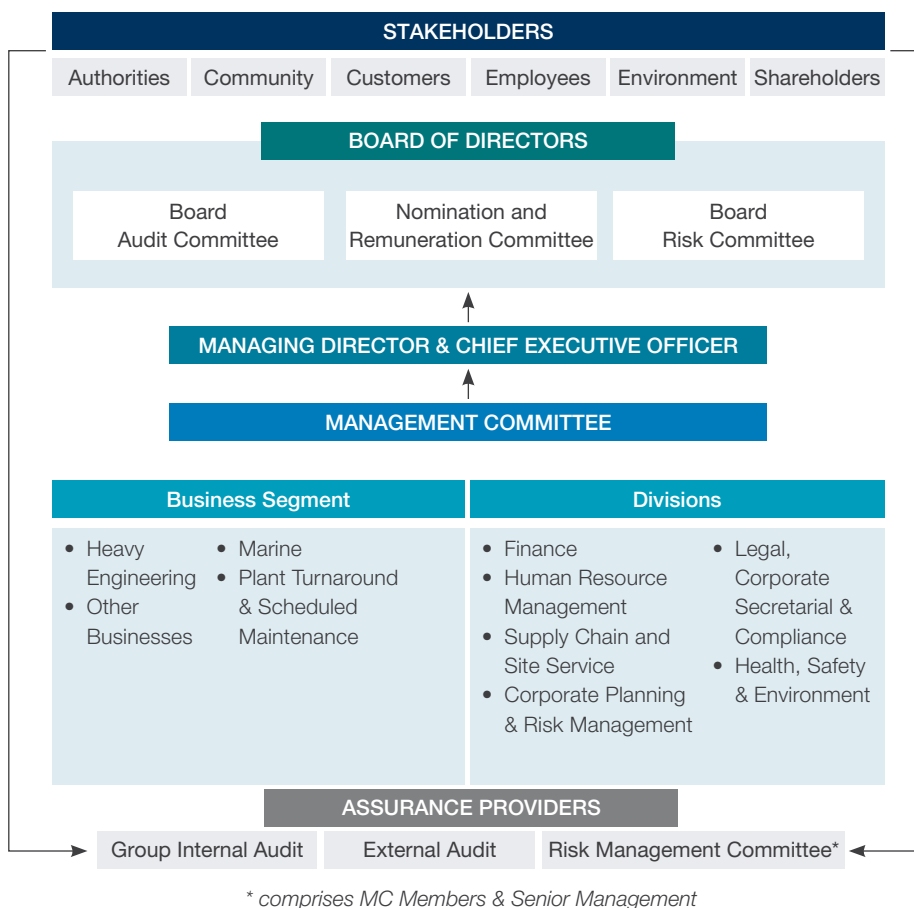 STAKEHOLDERS
Authorities
Community
Customers
Employees
Environment
Shareholders
BOARD OF DIRECTORS
Board
Audit Committee
Nomination and
Remuneration Committee
Board
Risk Committee
MANAGING DIRECTOR & CHIEF EXECUTIVE OFFICER
MANAGEMENT COMMITTEE
Business Segment
• Heavy
Engineering
• Other
Businesses
• Marine
• Plant Turnaround
& Scheduled
Maintenance
Divisions
• Finance
• Human Resource
Management
• Supply Chain and
Site Service
• Corporate Planning
& Risk Management
• Legal,
Corporate
Secretarial &
Compliance
• Health, Safety
& Environment
ASSURANCE PROVIDERS
Group Internal Audit
External Audit
Risk Management Committee*
* comprises MC Members & Senior Management